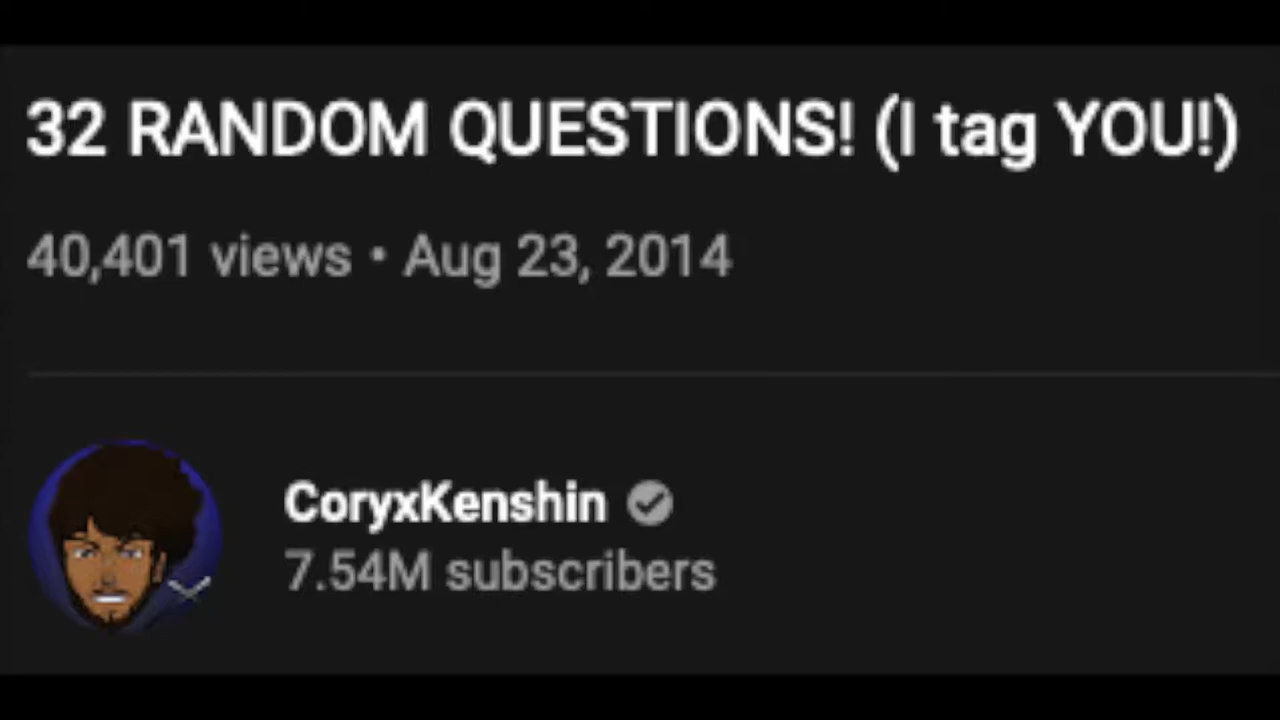 32 RANDOM QUESTIONS! (I tag YOU!)
40,401 views • Aug 23, 2014
CoryxKenshin
7.54M subscribers